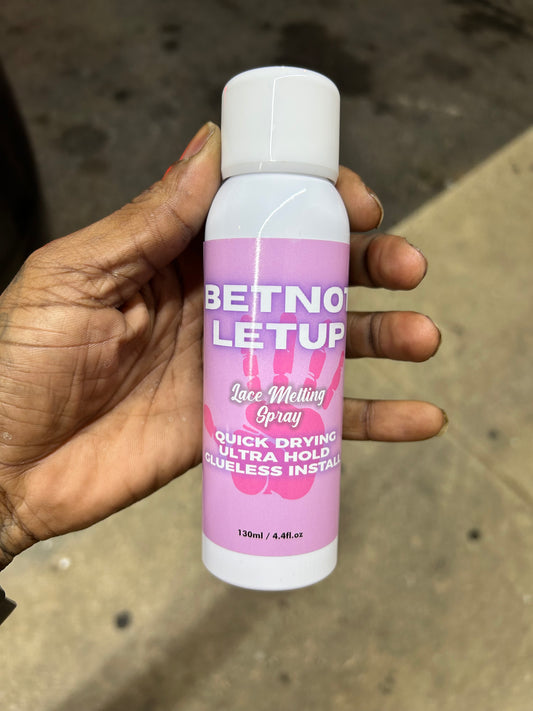 BETNOT
LETUP
Lace Melting
Spray
QUICK DRYING
ULTRA HOLD
GLUELESS INSTALL
130ml / 4.4fl.oz